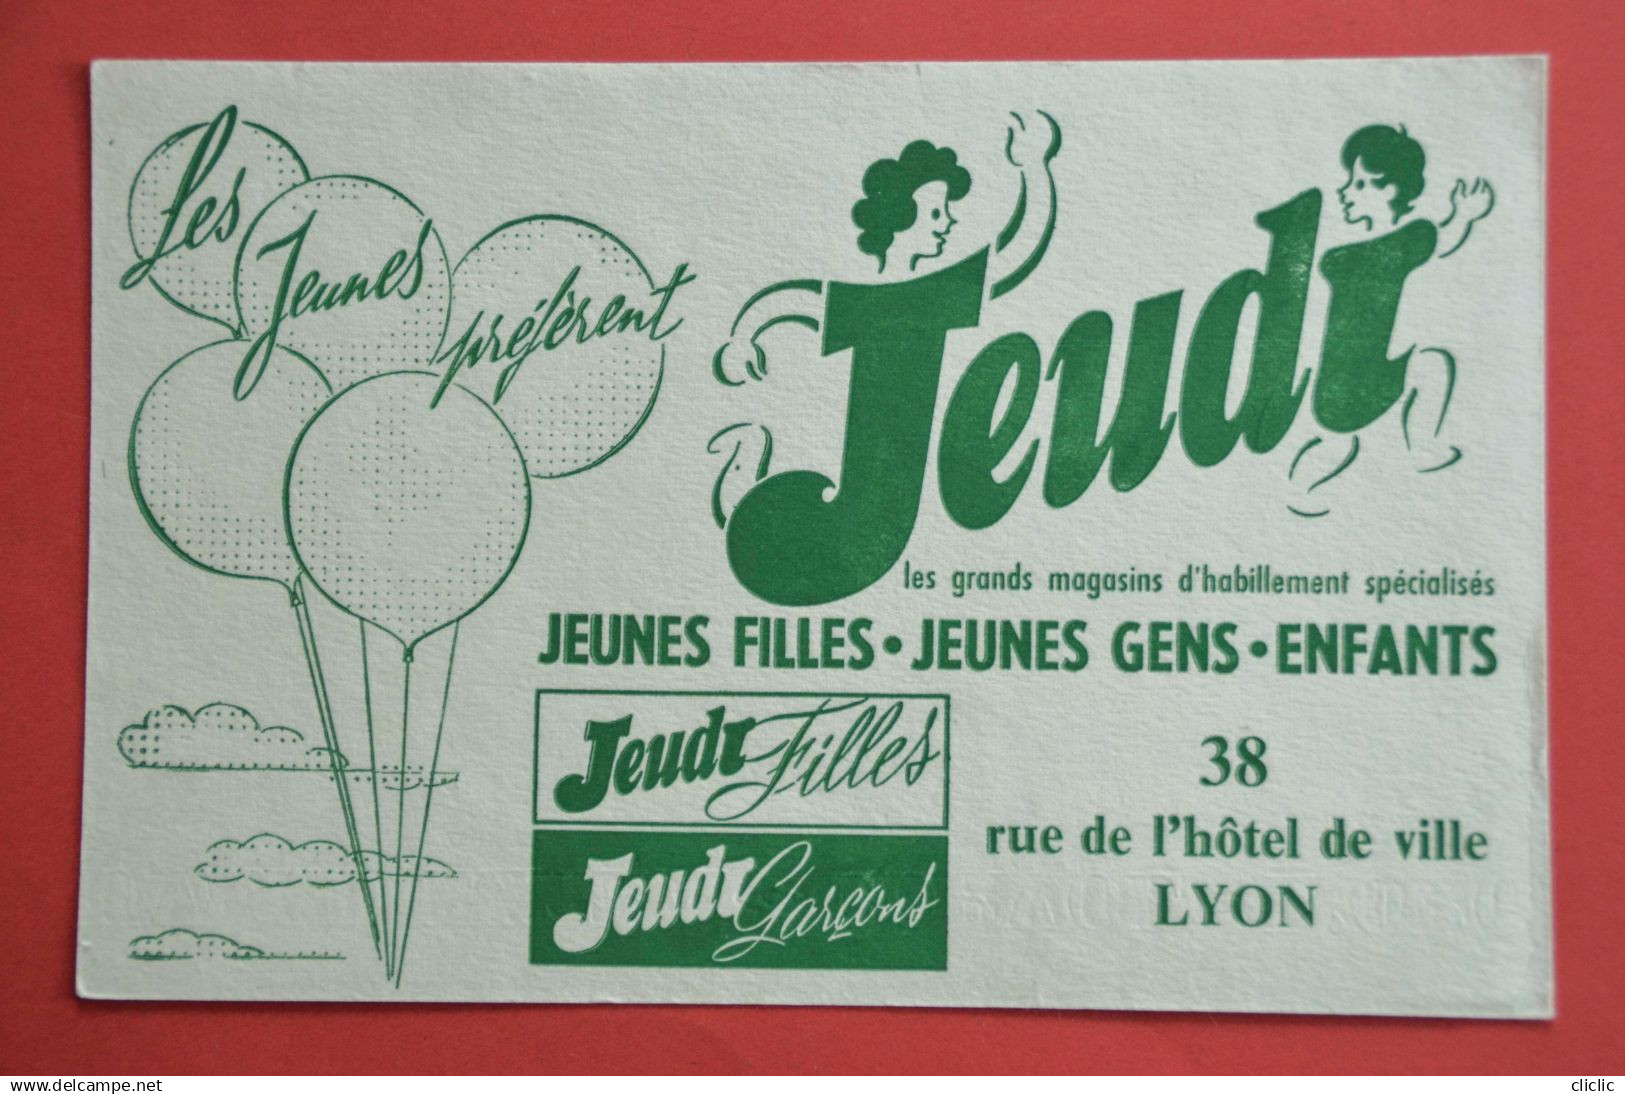 Les
Jeunes
préfèrent
Jeudi
les grands magasins d'habillement spécialisés
JEUNES FILLES • JEUNES GENS • ENFANTS
Jeudi Filles
Jeudi Garçons
38
rue de l'hôtel de ville
LYON
delcampe.net
cliclic